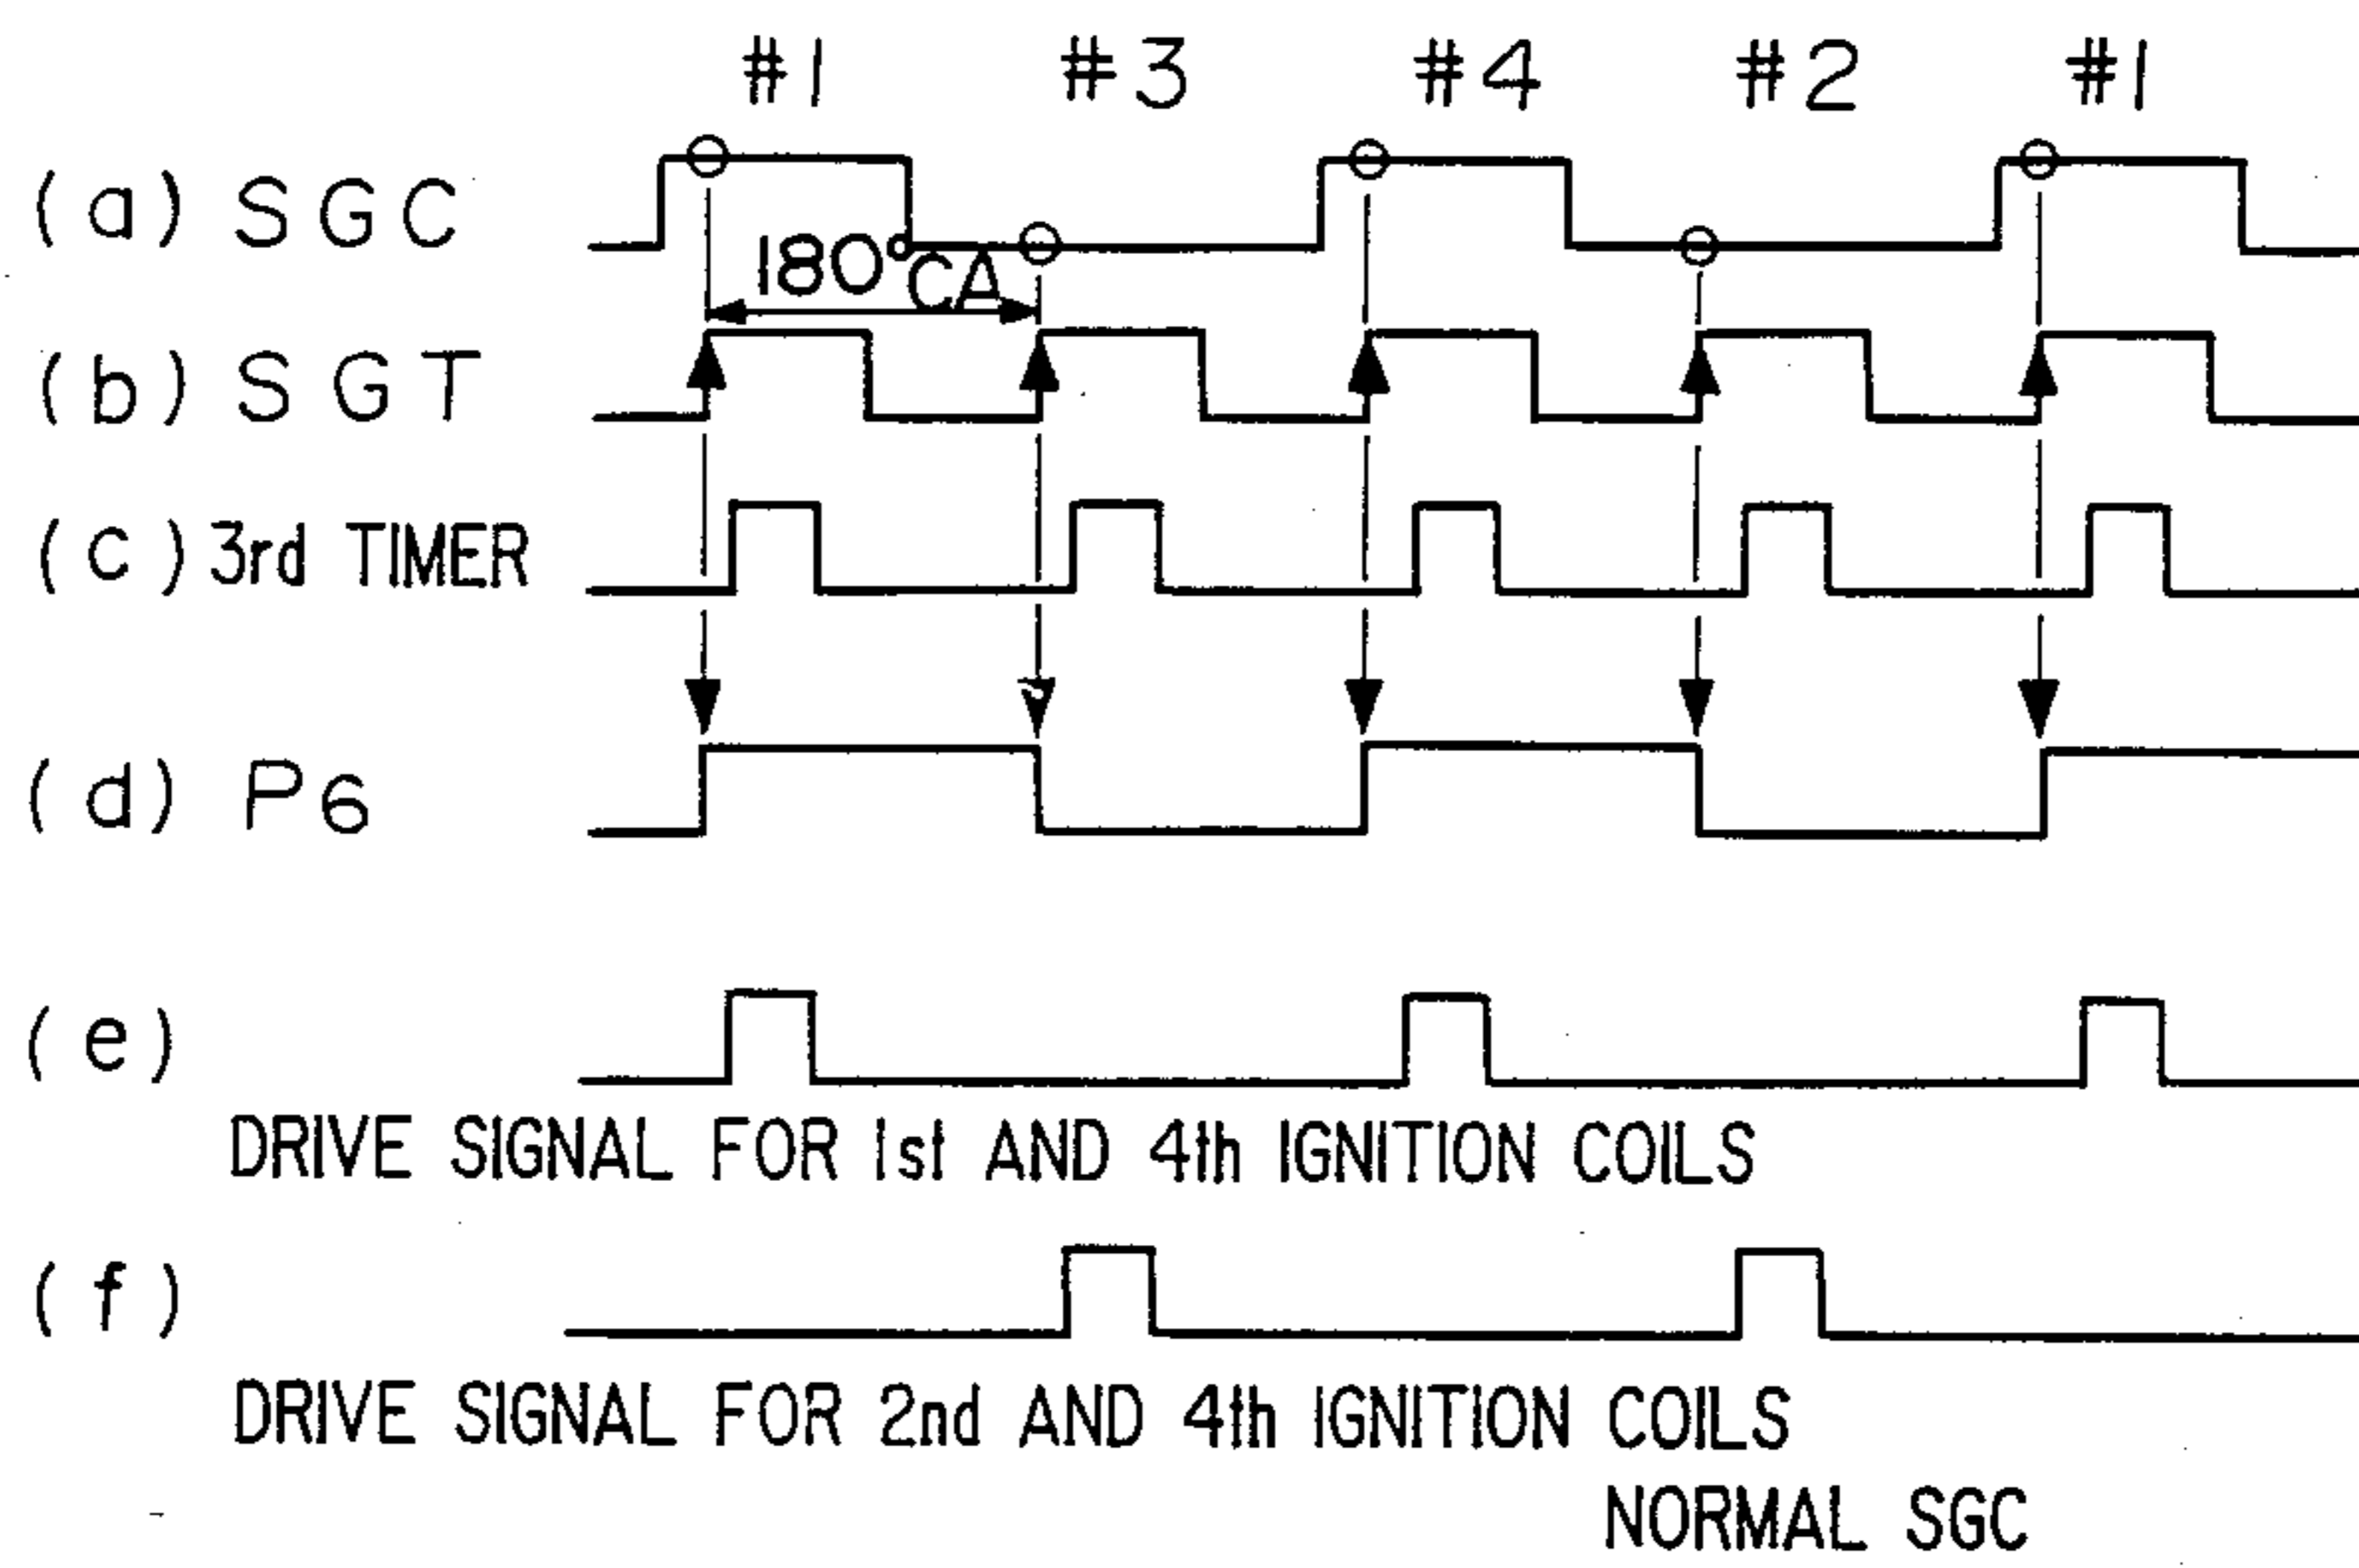 #1 #3 #4 #2 #1
(a) SGC
180°CA
(b) SGT
(c) 3rd TIMER
(d) P6
(e)
DRIVE SIGNAL FOR 1st AND 4th IGNITION COILS
(f)
DRIVE SIGNAL FOR 2nd AND 4th IGNITION COILS
NORMAL SGC